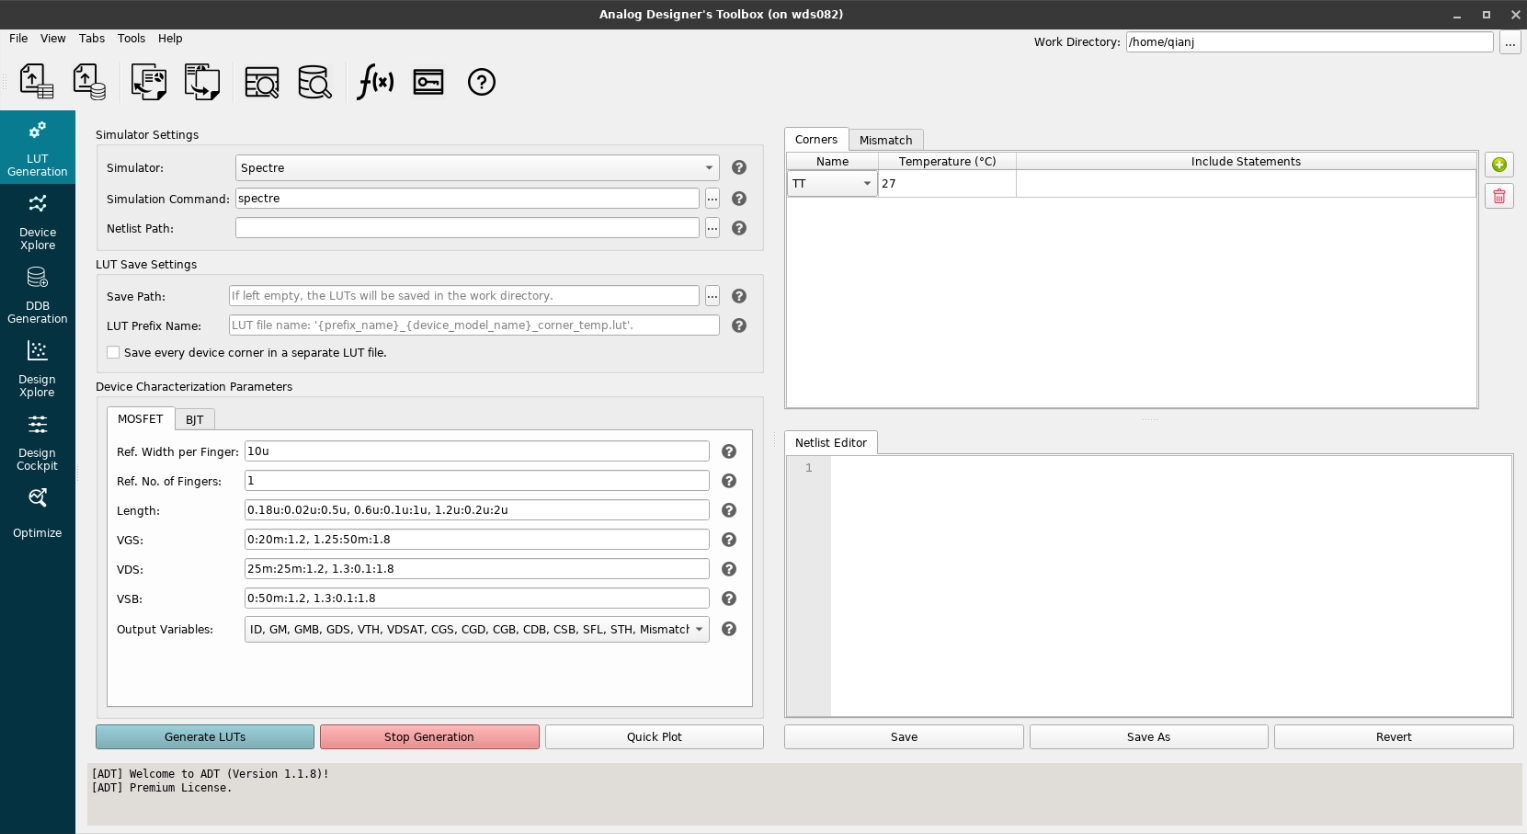 Analog Designer's Toolbox (on wds082)
File View Tabs Tools Help
Work Directory: /home/qianj ...
f(x)
LUT
Generation
Device
Xplore
DDB
Generation
Design
Xplore
Design
Cockpit
Optimize
Simulator Settings
Simulator: Spectre
Simulation Command: spectre ...
Netlist Path: ...
LUT Save Settings
Save Path: If left empty, the LUTs will be saved in the work directory. ...
LUT Prefix Name: LUT file name: '{prefix_name}_{device_model_name}_corner_temp.lut'.
Save every device corner in a separate LUT file.
Device Characterization Parameters
MOSFET BJT
Ref. Width per Finger: 10u
Ref. No. of Fingers: 1
Length: 0.18u:0.02u:0.5u, 0.6u:0.1u:1u, 1.2u:0.2u:2u
VGS: 0:20m:1.2, 1.25:50m:1.8
VDS: 25m:25m:1.2, 1.3:0.1:1.8
VSB: 0:50m:1.2, 1.3:0.1:1.8
Output Variables: ID, GM, GMB, GDS, VTH, VDSAT, CGS, CGD, CGB, CDB, CSB, SFL, STH, Mismatch
Generate LUTs Stop Generation Quick Plot
Corners Mismatch
Name Temperature (°C) Include Statements
TT 27
Netlist Editor
1
Save Save As Revert
[ADT] Welcome to ADT (Version 1.1.8)!
[ADT] Premium License.